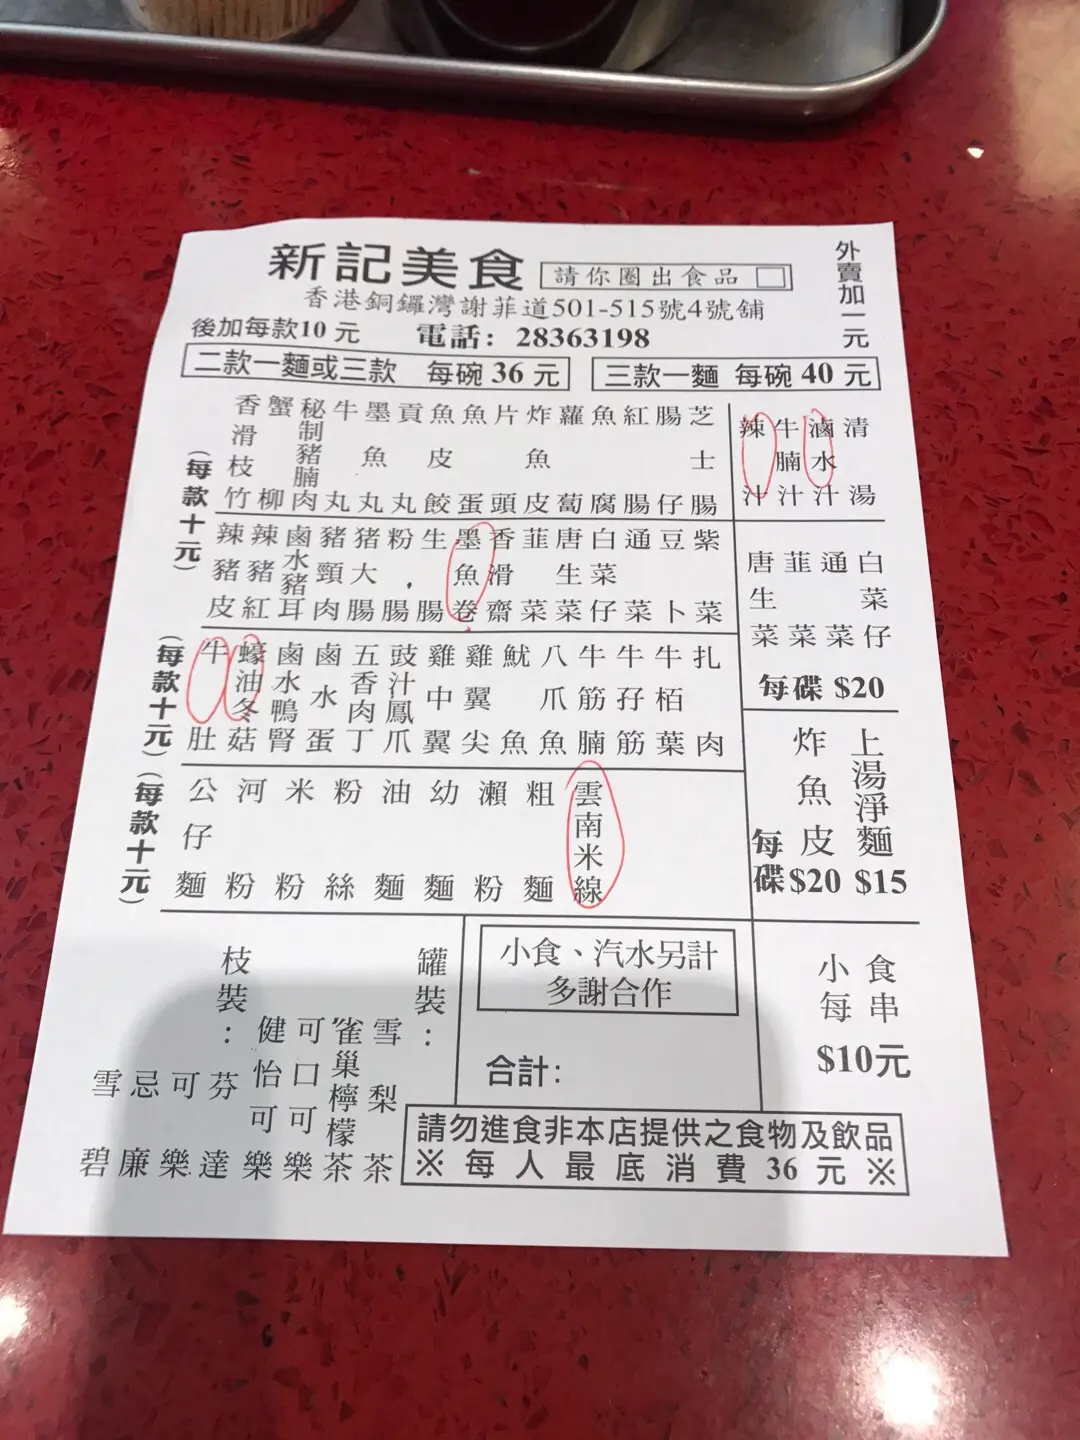 新記美食
請你圈出食品
外賣加一元
香港銅鑼灣謝菲道501-515號4號舖
後加每款10 元
電話: 28363198
二款一麵或三款 每碗 36 元
三款一麵 每碗 40 元
(每款十元)
芝士腸
腸仔
紅腸
魚腐
蘿蔔
炸魚皮
片頭
魚蛋
魚皮餃
貢丸
墨魚丸
牛丸
秘制豬腩肉
蟹柳
香滑枝竹
紫菜
豆卜
通菜
白菜仔
唐生菜
韮菜
香滑齋
墨魚卷
生腸
粉腸
豬大腸
豬頸肉
鹵水豬耳
辣豬紅
辣豬皮
(每款十元)
扎肉
牛栢葉
牛孖筋
牛筋腩
八爪魚
魷魚
雞翼尖
雞中翼
豉汁鳳爪
五香肉丁
鹵水蛋
鹵水鴨腎
蠔油冬菇
牛肚
(每款十元)
雲南米線
粗麵
瀨粉
幼麵
油麵
粉絲
米粉
河粉
公仔麵
清湯
滷水汁
牛腩汁
辣汁
白菜仔
通菜
韮菜
唐生菜
每碟 $20
上湯淨麵
$15
炸魚皮
每碟 $20
小食每串
$10元
小食、汽水另計
多謝合作
合計:
罐裝:
雪梨茶
雀巢檸檬茶
可口可樂
健怡可樂
枝裝:
芬達
可樂
忌廉
雪碧
請勿進食非本店提供之食物及飲品
※ 每人最底消費 36 元 ※